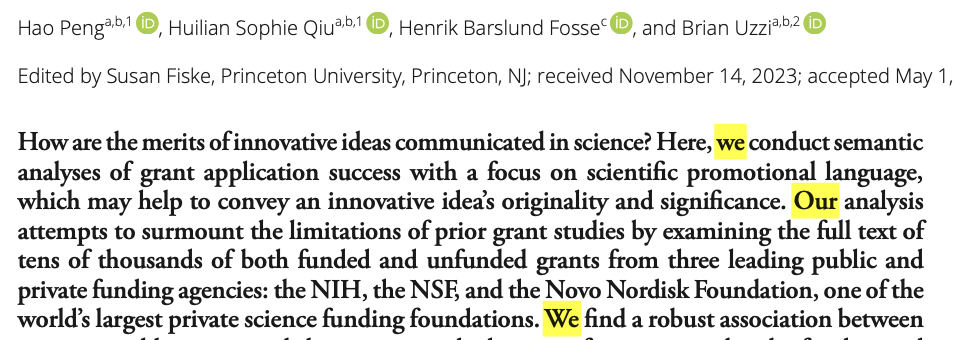 Hao Peng^a,b,1 iD, Huilian Sophie Qiu^a,b,1 iD, Henrik Barslund Fosse^c iD, and Brian Uzzi^a,b,2 iD
Edited by Susan Fiske, Princeton University, Princeton, NJ; received November 14, 2023; accepted May 1,
How are the merits of innovative ideas communicated in science? Here, we conduct semantic
analyses of grant application success with a focus on scientific promotional language,
which may help to convey an innovative idea’s originality and significance. Our analysis
attempts to surmount the limitations of prior grant studies by examining the full text of
tens of thousands of both funded and unfunded grants from three leading public and
private funding agencies: the NIH, the NSF, and the Novo Nordisk Foundation, one of the
world’s largest private science funding foundations. We find a robust association between